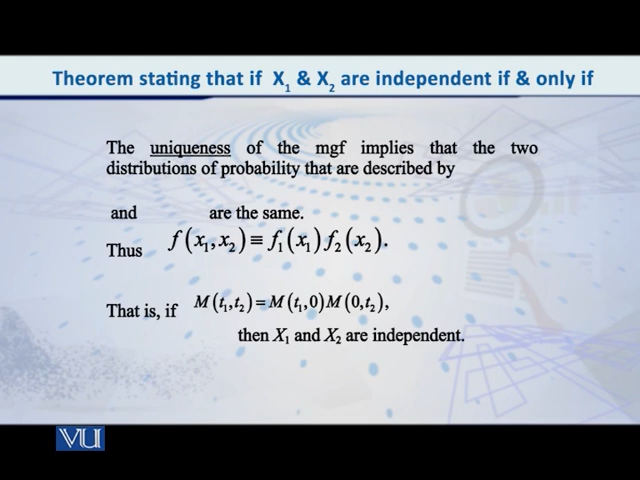 Theorem stating that if X₁ & X₂ are independent if & only if
The uniqueness of the mgf implies that the two
distributions of probability that are described by
and are the same.
Thus f(x₁,x₂)≡f₁(x₁)f₂(x₂).
That is, if M(t₁,t₂)=M(t₁,0)M(0,t₂),
then X₁ and X₂ are independent.
VU